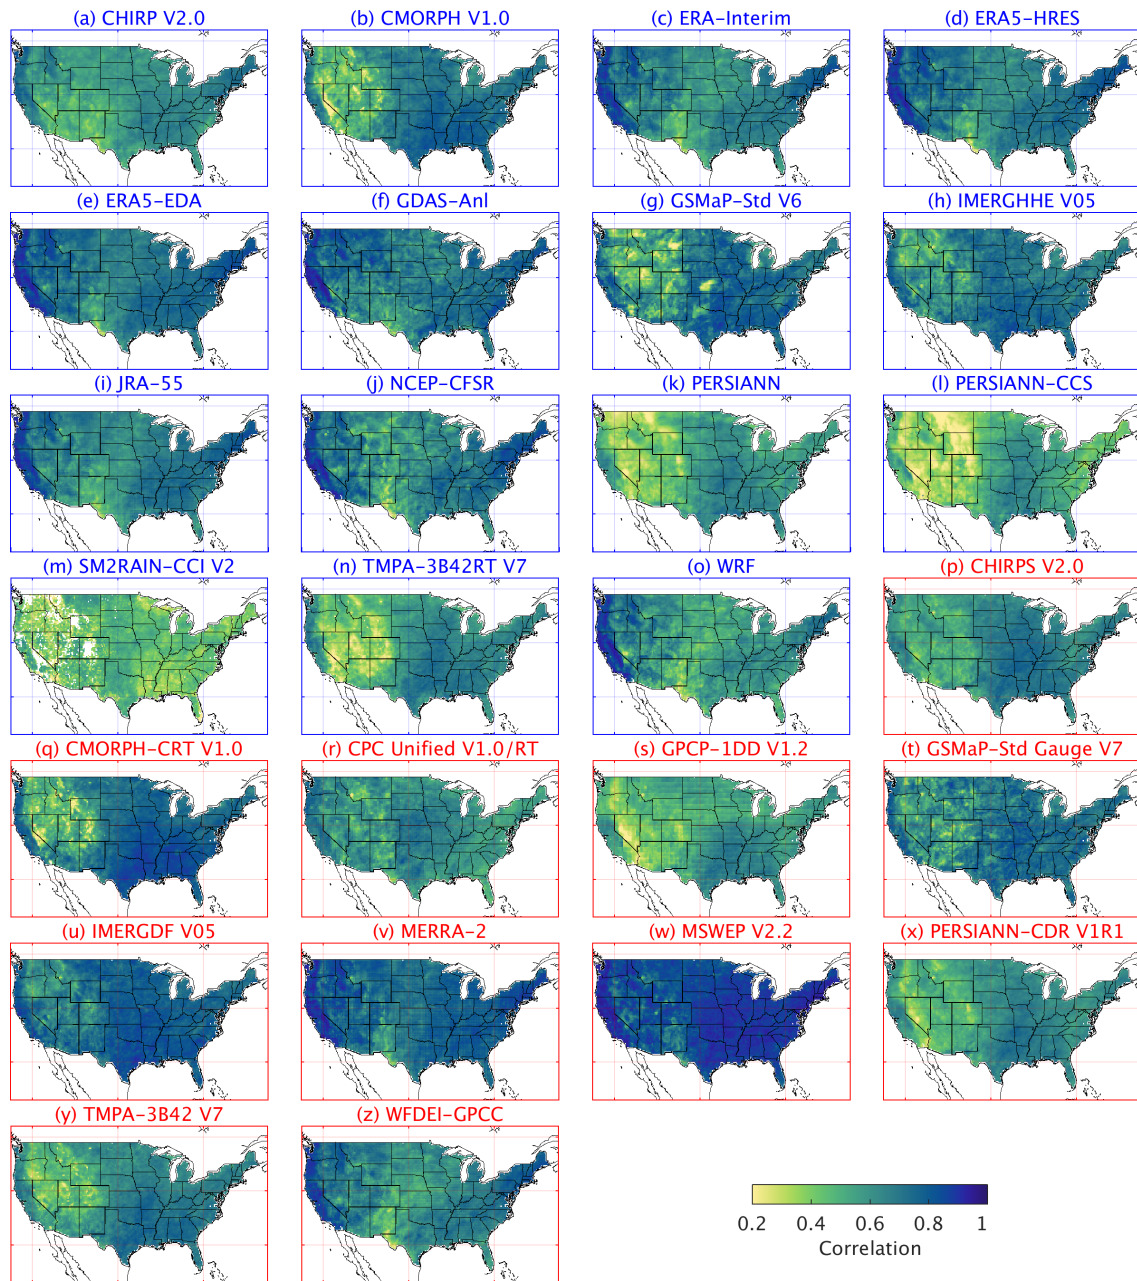 (a) CHIRP V2.0
(b) CMORPH V1.0
(c) ERA−Interim
(d) ERA5−HRES
(e) ERA5−EDA
(f) GDAS−Anl
(g) GSMaP−Std V6
(h) IMERGHHE V05
(i) JRA−55
(j) NCEP−CFSR
(k) PERSIANN
(l) PERSIANN−CCS
(m) SM2RAIN−CCI V2
(n) TMPA−3B42RT V7
(o) WRF
(p) CHIRPS V2.0
(q) CMORPH−CRT V1.0
(r) CPC Unified V1.0/RT
(s) GPCP−1DD V1.2
(t) GSMaP−Std Gauge V7
(u) IMERGDF V05
(v) MERRA−2
(w) MSWEP V2.2
(x) PERSIANN−CDR V1R1
(y) TMPA−3B42 V7
(z) WFDEI−GPCC
0.2 0.4 0.6 0.8 1
Correlation